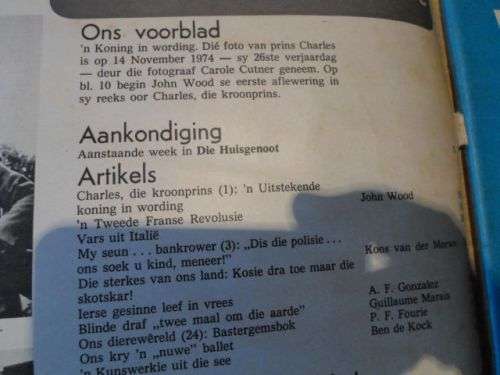 Ons voorblad
'n Koning in wording. Dié foto van prins Charles
is op 14 November 1974 — sy 26ste verjaardag
— deur die fotograaf Carole Cutner geneem. Op
bl. 10 begin John Wood se eerste aflewering in
sy reeks oor Charles, die kroonprins.
Aankondiging
Aanstaande week in Die Huisgenoot
Artikels
Charles, die kroonprins (1): 'n Uitstekende
koning in wording John Wood
'n Tweede Franse Revolusie
Vars uit Italië
My seun . . . bankrower (3): „Dis die polisie . . .
ons soek u kind, meneer!” Kons van der Merwe
Die sterkes van ons land: Kosie dra toe maar die
skotskar!
Ierse gesinne leef in vrees
Blinde draf „twee maal om die aarde” A. F. Gonzalez
Ons dierewêreld (24): Bastergemsbok Guillaume Marais
Ons kry 'n „nuwe” ballet P. F. Fourie
'n Kunswerkie uit die see Ben de Kock